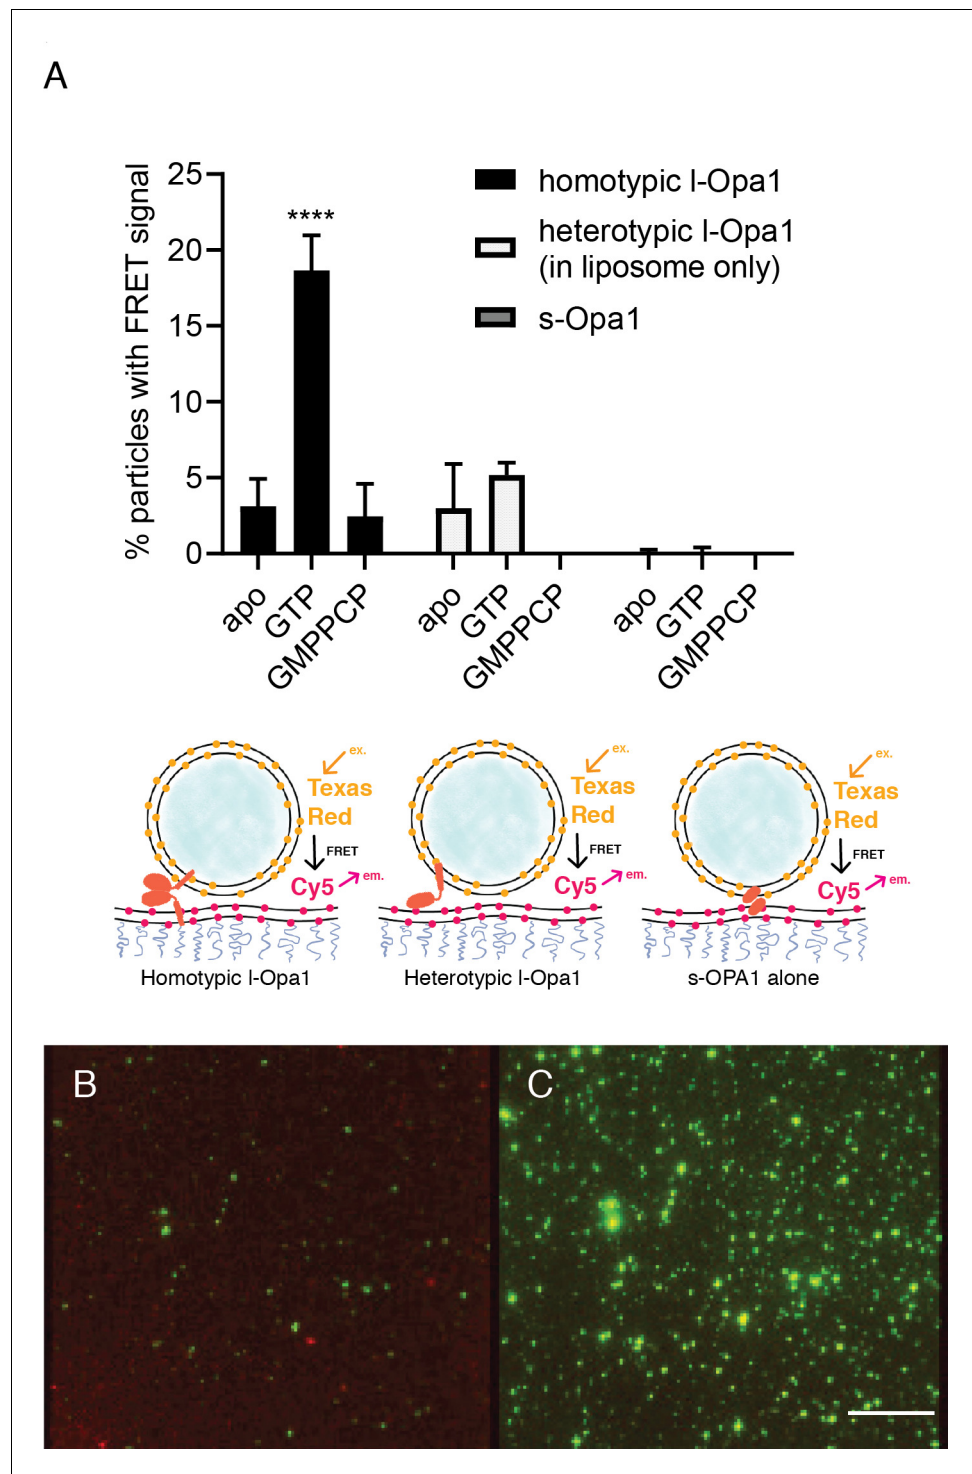 A
% particles with FRET signal
25
20
15
10
5
0
****
homotypic l-Opa1
heterotypic l-Opa1
(in liposome only)
s-Opa1
apo
GTP
GMPPCP
apo
GTP
GMPPCP
apo
GTP
GMPPCP
ex.
Texas
Red
FRET
Cy5
em.
Homotypic l-Opa1
ex.
Texas
Red
FRET
Cy5
em.
Heterotypic l-Opa1
ex.
Texas
Red
FRET
Cy5
em.
s-OPA1 alone
B
C